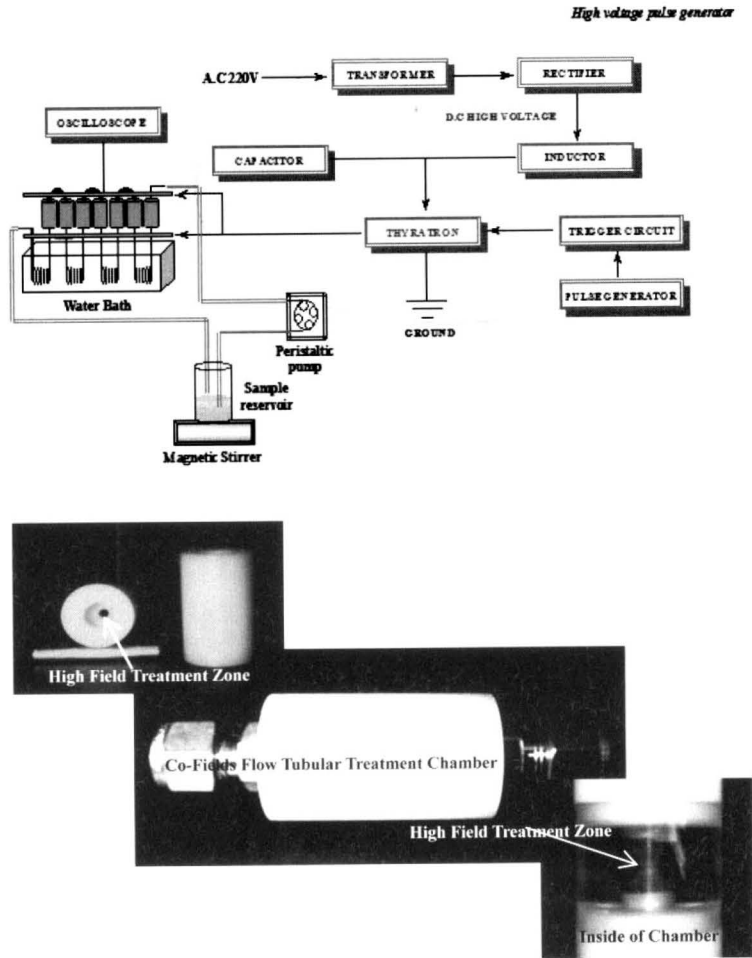 High voltage pulse generator
A.C 220V
TRANSFORMER
RECTIFIER
D.C HIGH VOLTAGE
OSCILLOSCOPE
CAPACITOR
INDUCTOR
THYRATRON
TRIGGER CIRCUIT
PULSE GENERATOR
GROUND
Water Bath
Peristaltic
pump
Sample
reservoir
Magnetic Stirrer
High Field Treatment Zone
Co-Fields Flow Tubular Treatment Chamber
High Field Treatment Zone
Inside of Chamber